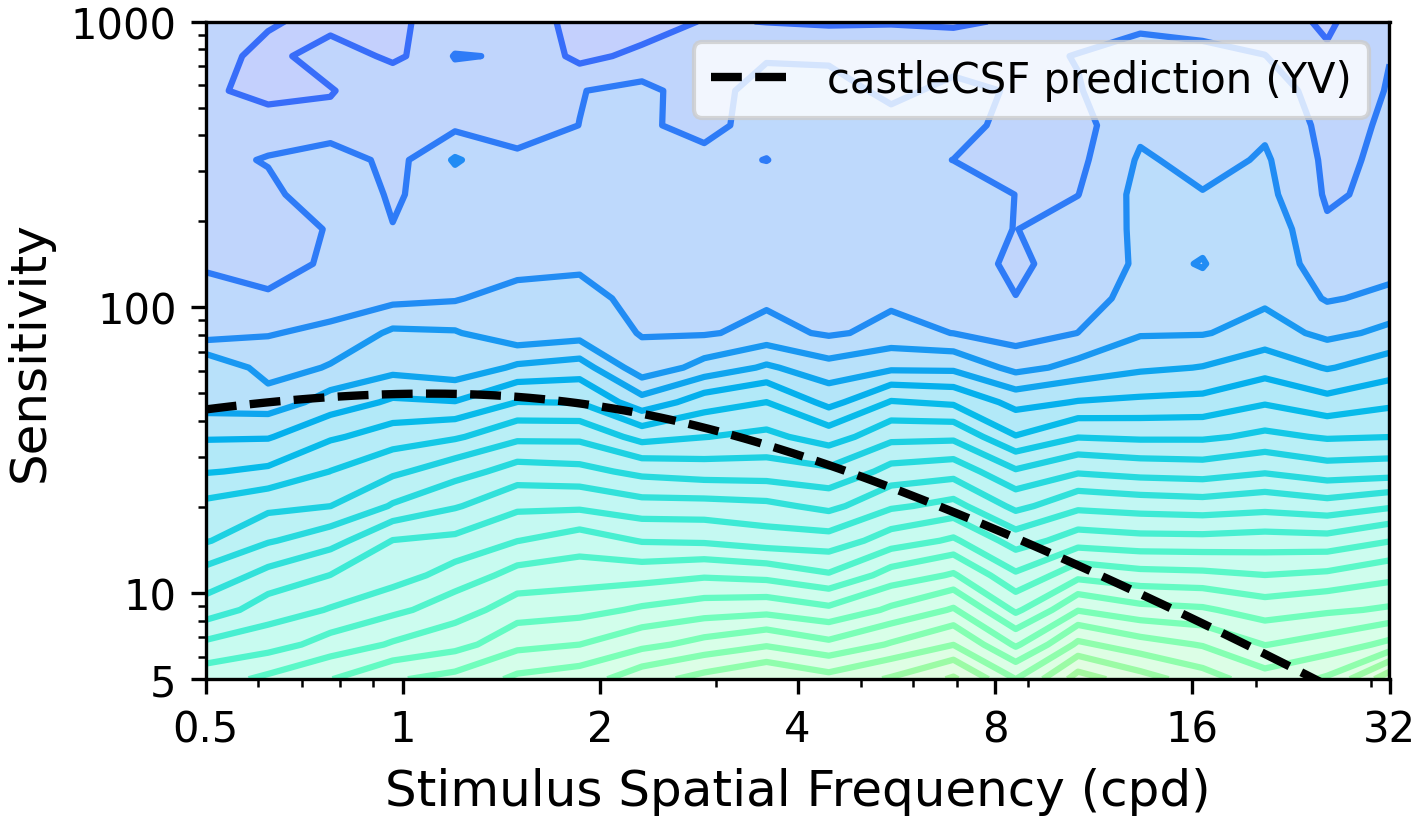 1000
castleCSF prediction (YV)
100
Sensitivity
10
5
0.5 1 2 4 8 16 32
Stimulus Spatial Frequency (cpd)